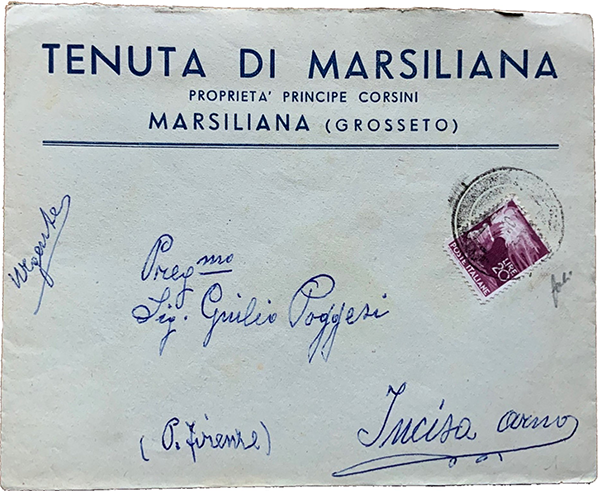 TENUTA DI MARSILIANA
PROPRIETA' PRINCIPE CORSINI
MARSILIANA (GROSSETO)
Urgente
LIRE
20
POSTE ITALIANE
Preg.mo
Sig. Giulio Poggesi
(P. Firenze)
Incisa Arno